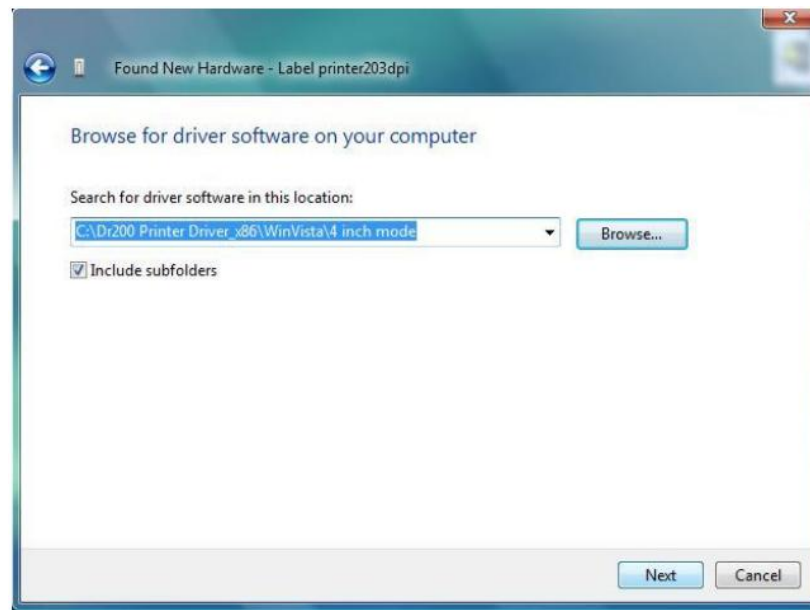 Found New Hardware - Label printer203dpi
Browse for driver software on your computer
Search for driver software in this location:
C:\Dr200 Printer Driver_x86\WinVista\4 inch mode
Browse...
Include subfolders
Next
Cancel